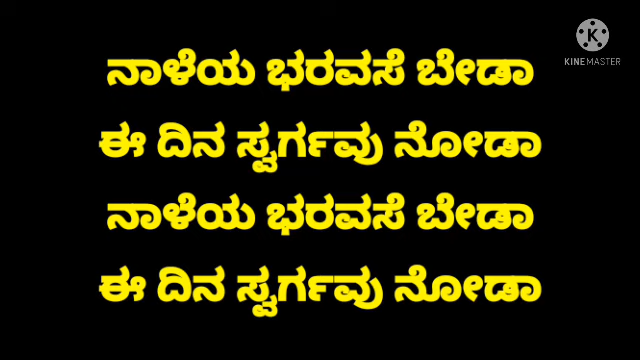 ನಾಳೆಯ ಭರವಸೆ ಬೇಡಾ
ಈ ದಿನ ಸ್ವರ್ಗವು ನೋಡಾ
ನಾಳೆಯ ಭರವಸೆ ಬೇಡಾ
ಈ ದಿನ ಸ್ವರ್ಗವು ನೋಡಾ
K
KINEMASTER